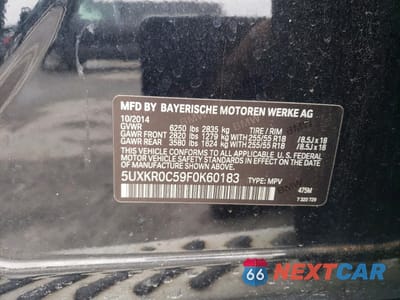 MFD BY BAYERISCHE MOTOREN WERKE AG
10/2014
GVWR 6250 lbs 2835 kg TIRE / RIM
GAWR FRONT 2820 lbs 1279 kg WITH 255/55 R18 /8.5J x 18
GAWR REAR 3580 lbs 1624 kg WITH 255/55 R18 /8.5J x 18
THIS VEHICLE CONFORMS TO ALL APPLICABLE U.S. FEDERAL
MOTOR VEHICLE SAFETY STANDARDS IN EFFECT ON THE DATE
OF MANUFACTURE SHOWN ABOVE.
5UXKR0C59F0K60183 TYPE: MPV
475M
7 320 729
66 NEXTCAR